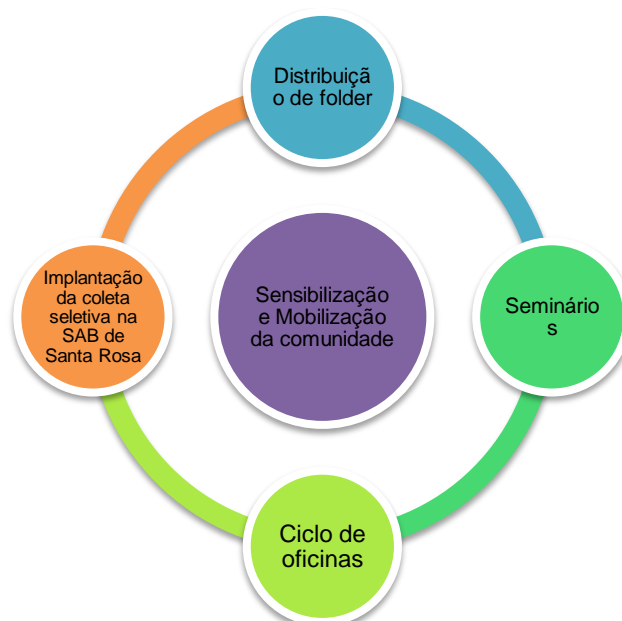 Distribuiçã
o de folder
Implantação
da coleta
seletiva na
SAB de
Santa Rosa
Sensibilização
e Mobilização
da comunidade
Seminário
s
Ciclo de
oficinas